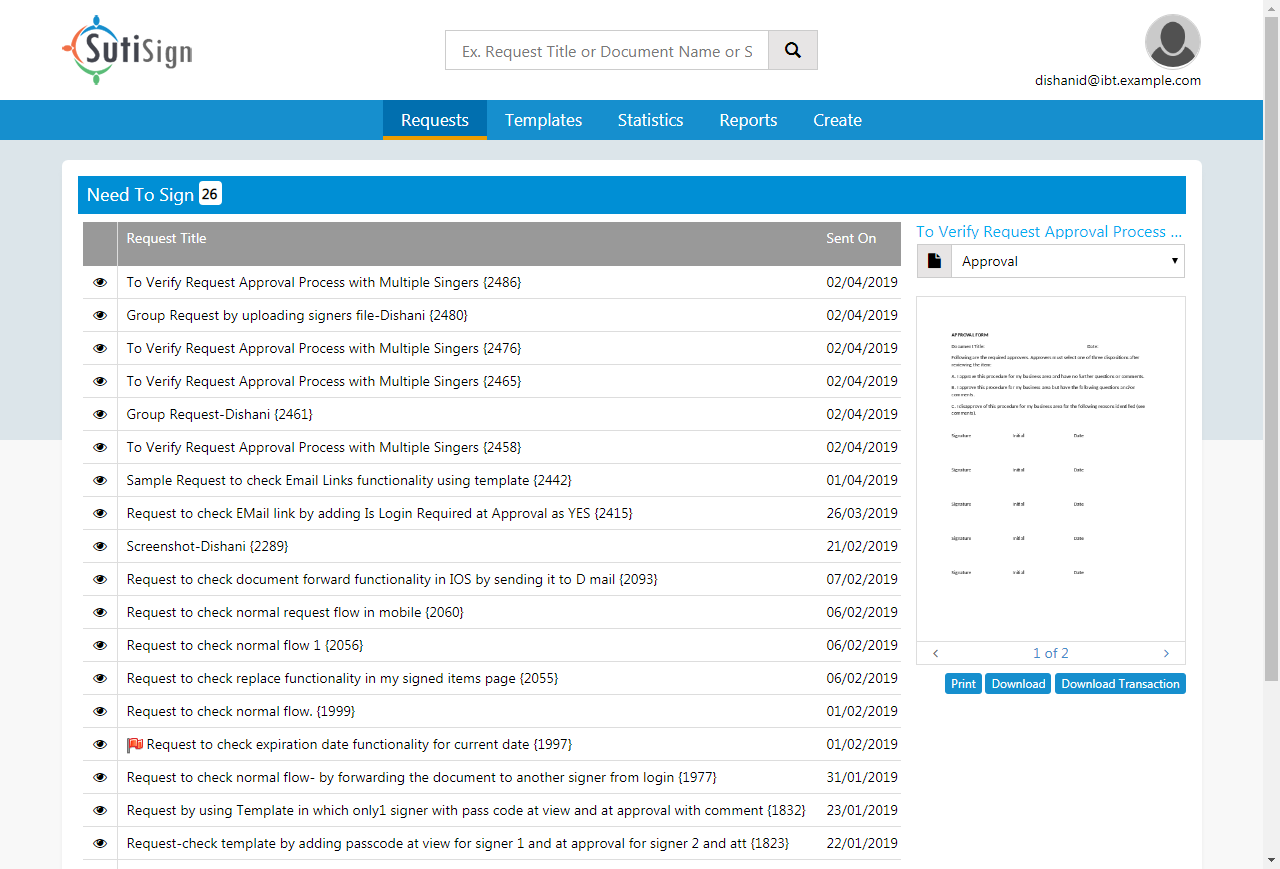 SutiSign
Ex. Request Title or Document Name or S
dishanid@ibt.example.com
Requests Templates Statistics Reports Create
Need To Sign 26
Request Title Sent On
To Verify Request Approval Process with Multiple Singers {2486} 02/04/2019
Group Request by uploading signers file-Dishani {2480} 02/04/2019
To Verify Request Approval Process with Multiple Singers {2476} 02/04/2019
To Verify Request Approval Process with Multiple Singers {2465} 02/04/2019
Group Request-Dishani {2461} 02/04/2019
To Verify Request Approval Process with Multiple Singers {2458} 02/04/2019
Sample Request to check Email Links functionality using template {2442} 01/04/2019
Request to check EMail link by adding Is Login Required at Approval as YES {2415} 26/03/2019
Screenshot-Dishani {2289} 21/02/2019
Request to check document forward functionality in IOS by sending it to D mail {2093} 07/02/2019
Request to check normal request flow in mobile {2060} 06/02/2019
Request to check normal flow 1 {2056} 06/02/2019
Request to check replace functionality in my signed items page {2055} 06/02/2019
Request to check normal flow. {1999} 01/02/2019
Request to check expiration date functionality for current date {1997} 01/02/2019
Request to check normal flow- by forwarding the document to another signer from login {1977} 31/01/2019
Request by using Template in which only1 signer with pass code at view and at approval with comment {1832} 23/01/2019
Request-check template by adding passcode at view for signer 1 and at approval for signer 2 and att {1823} 22/01/2019
To Verify Request Approval Process ...
Approval
APPROVAL FORM
Document Title: Date:
Following are the required approvers. Approvers must select one of three dispositions after
reviewing the item:
A. I approve this procedure for my business area and have no further questions or comments.
B. I approve this procedure for my business area but have the following questions and/or
comments.
C. I disapprove of this procedure for my business area for the following reasons identified (see
comments).
Signature Initial Date
Signature Initial Date
Signature Initial Date
Signature Initial Date
Signature Initial Date
1 of 2
Print Download Download Transaction